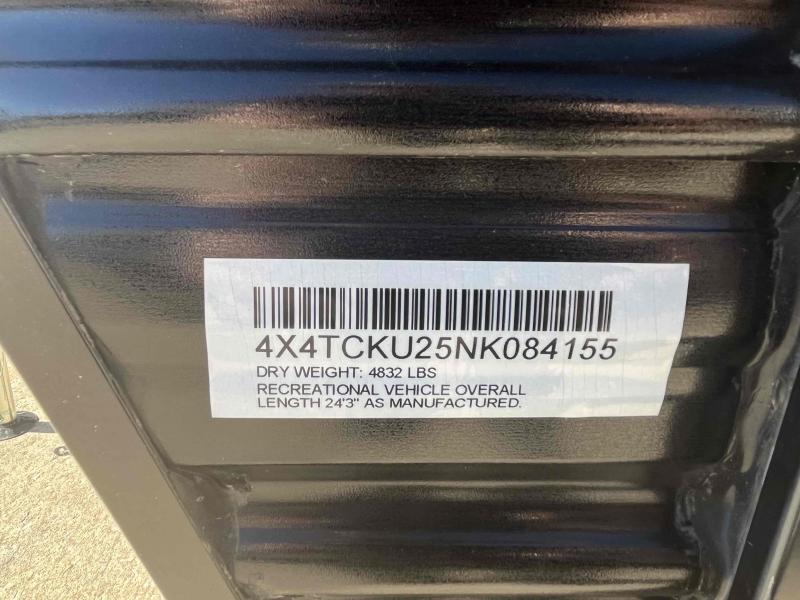 4X4TCKU25NK084155
DRY WEIGHT: 4832 LBS
RECREATIONAL VEHICLE OVERALL
LENGTH 24'3" AS MANUFACTURED.